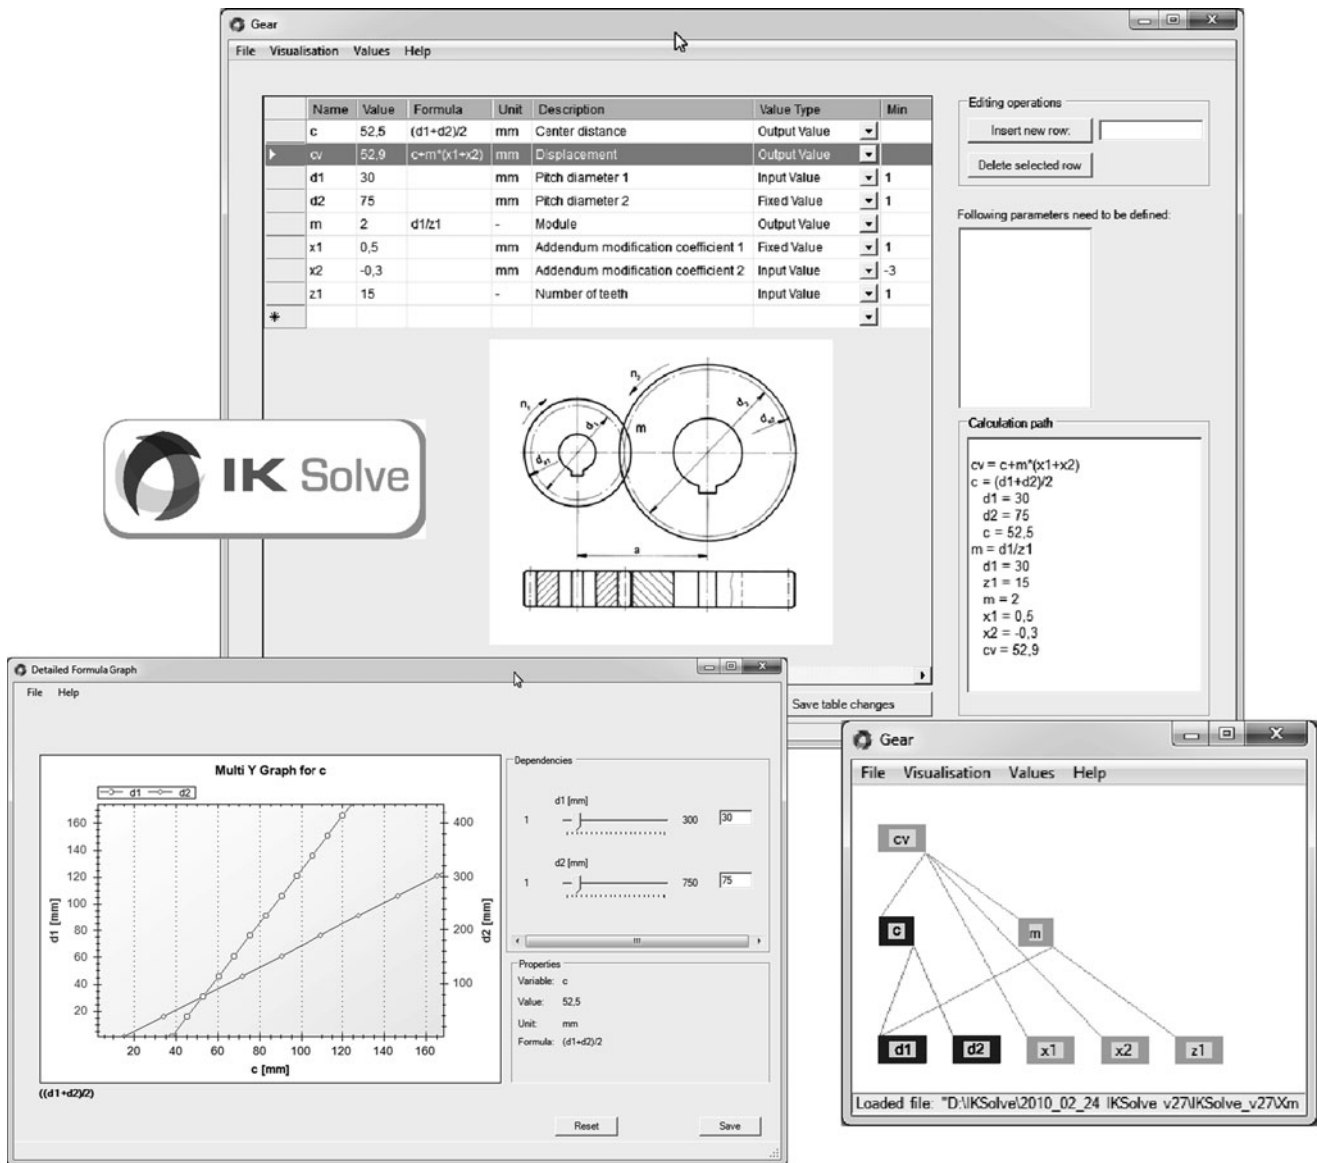 Gear
File Visualisation Values Help
Name Value Formula Unit Description Value Type Min
c 52,5 (d1+d2)/2 mm Center distance Output Value
cv 52,9 c+m*(x1+x2) mm Displacement Output Value
d1 30 mm Pitch diameter 1 Input Value 1
d2 75 mm Pitch diameter 2 Fixed Value 1
m 2 d1/z1 - Module Output Value
x1 0,5 mm Addendum modification coefficient 1 Fixed Value 1
x2 -0,3 mm Addendum modification coefficient 2 Input Value -3
z1 15 - Number of teeth Input Value 1
Editing operations
Insert new row:
Delete selected row
Following parameters need to be defined:
Calculation path
cv = c+m*(x1+x2)
c = (d1+d2)/2
d1 = 30
d2 = 75
c = 52,5
m = d1/z1
d1 = 30
z1 = 15
m = 2
x1 = 0,5
x2 = -0,3
cv = 52,9
n2
n1
m
a
IK Solve
Save table changes
Detailed Formula Graph
File Help
Multi Y Graph for c
d1 d2
160
140
120
100
80
60
40
20
d1 [mm]
400
300
200
100
d2 [mm]
20 40 60 80 100 120 140 160
c [mm]
((d1+d2)/2)
Dependencies
d1 [mm]
1 300 30
d2 [mm]
1 750 75
Properties
Variable: c
Value: 52,5
Unit: mm
Formula: (d1+d2)/2
Reset Save
Gear
File Visualisation Values Help
cv
c m
d1 d2 x1 x2 z1
Loaded file: "D:\IKSolve\2010_02_24 IKSolve v27\IKSolve_v27\Xm